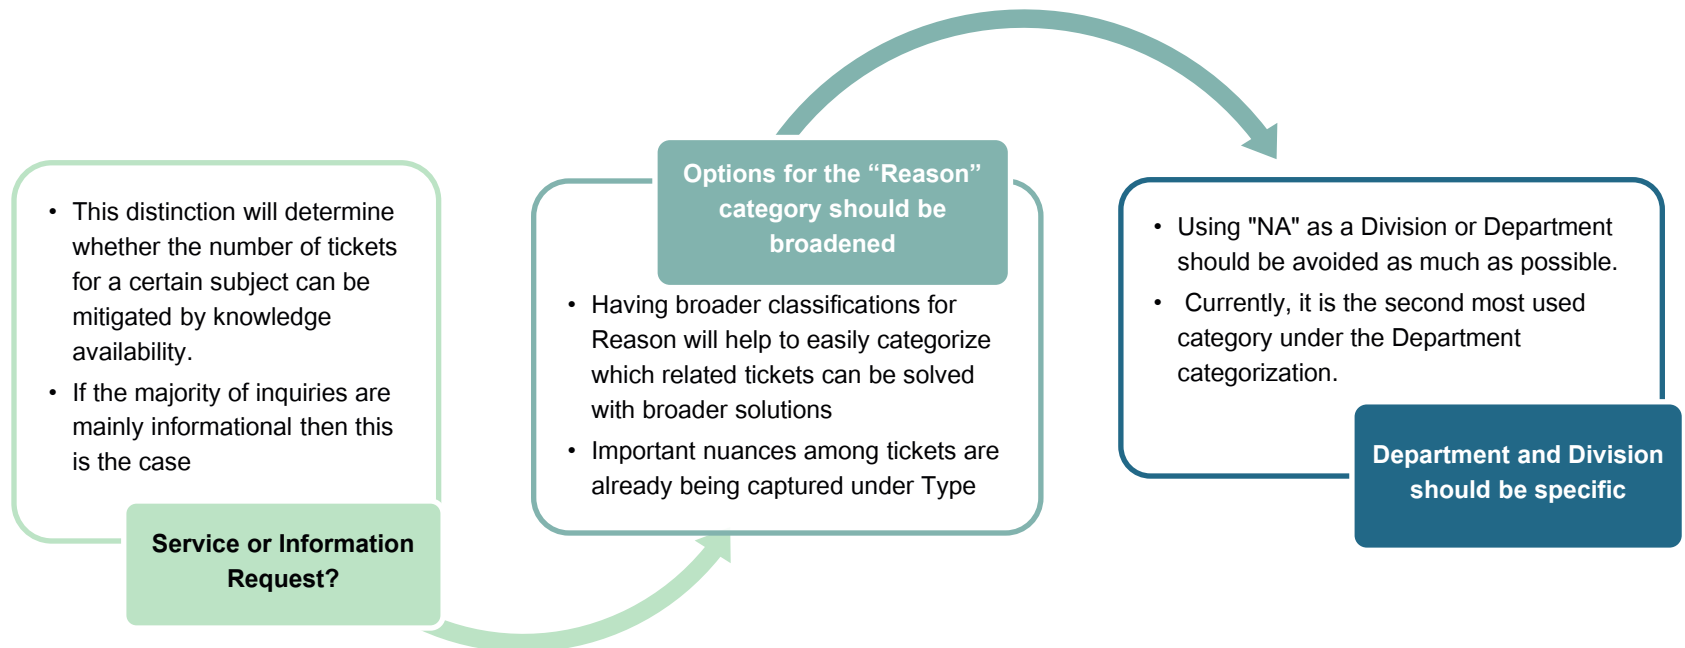 • This distinction will determine
whether the number of tickets
for a certain subject can be
mitigated by knowledge
availability.
• If the majority of inquiries are
mainly informational then this
is the case
Service or Information
Request?
Options for the “Reason”
category should be
broadened
• Having broader classifications for
Reason will help to easily categorize
which related tickets can be solved
with broader solutions
• Important nuances among tickets are
already being captured under Type
• Using "NA" as a Division or Department
should be avoided as much as possible.
• Currently, it is the second most used
category under the Department
categorization.
Department and Division
should be specific